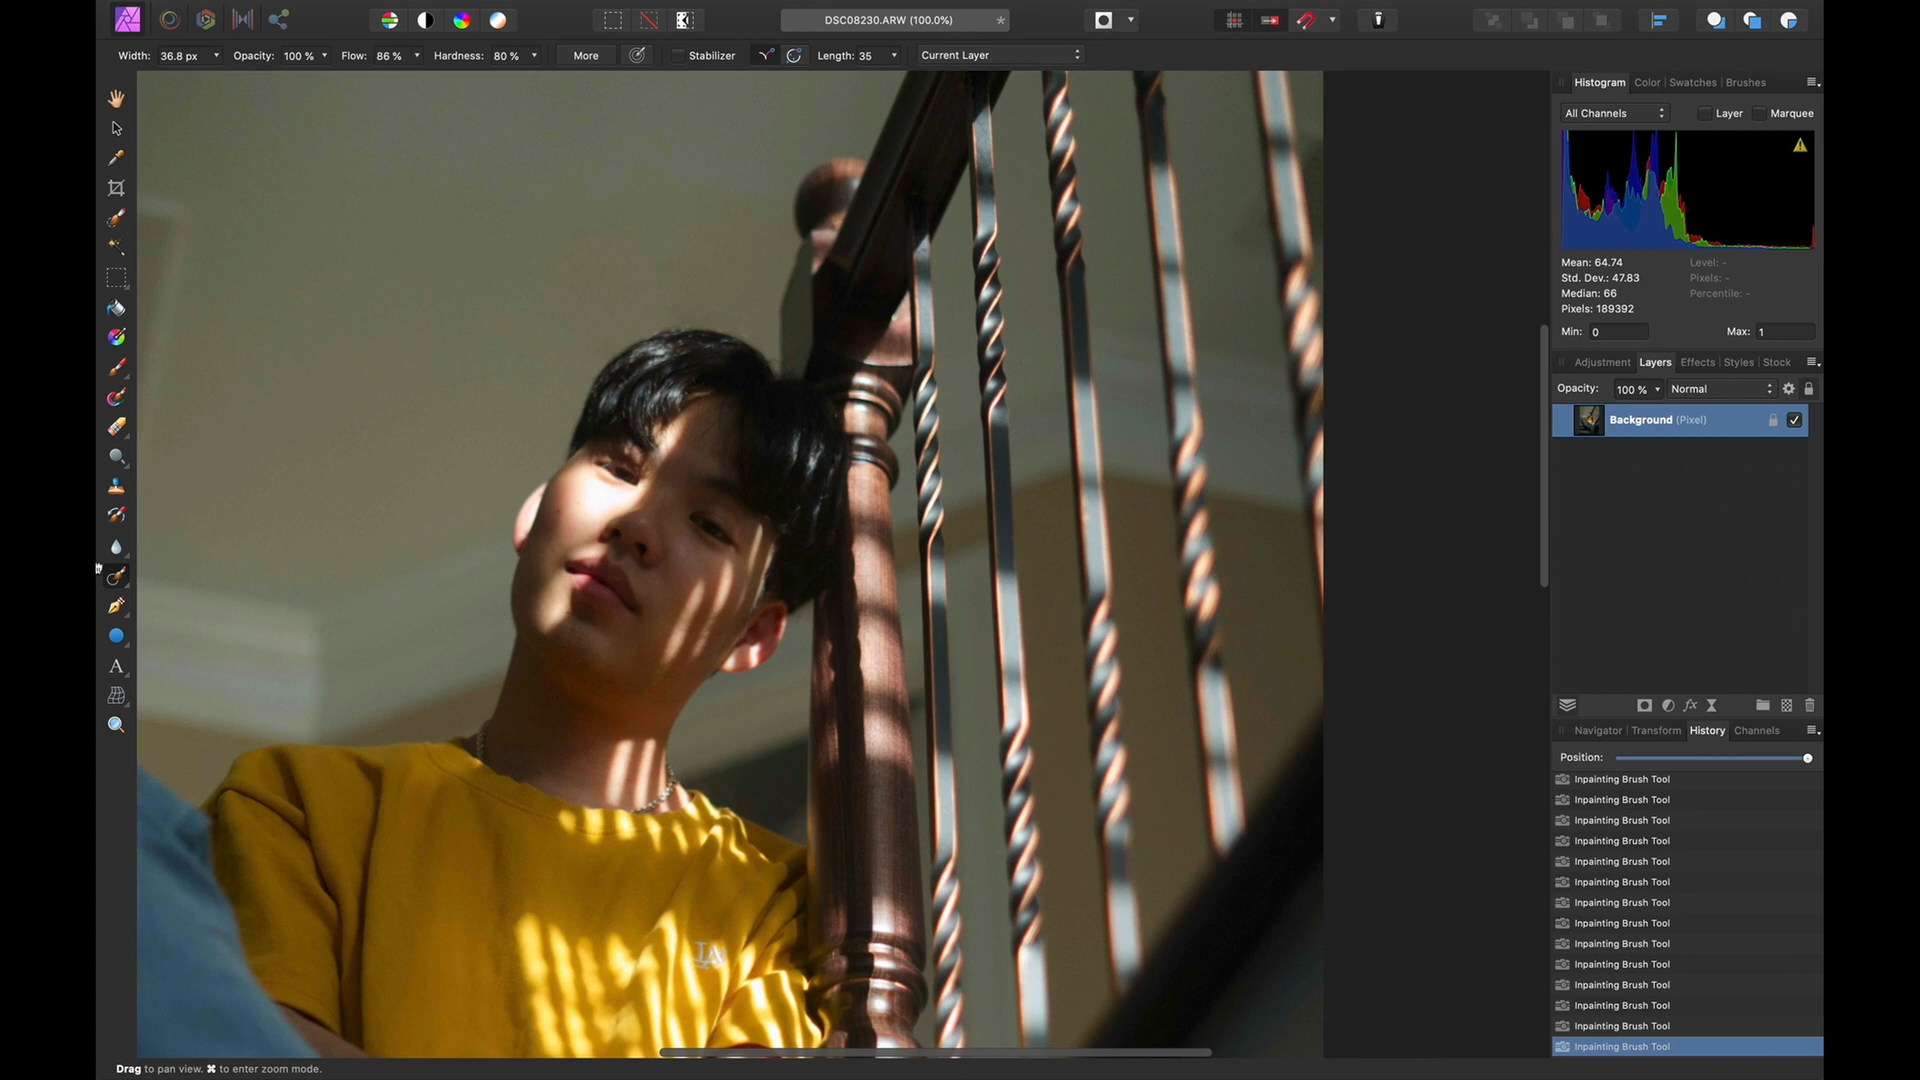 DSC08230.ARW (100.0%)
Width: 36.8 px Opacity: 100 % Flow: 86 % Hardness: 80 % More Stabilizer Length: 35 Current Layer
Histogram Color Swatches Brushes
All Channels Layer Marquee
Mean: 64.74 Level: -
Std. Dev.: 47.83 Pixels: -
Median: 66 Percentile: -
Pixels: 189392
Min: 0 Max: 1
Adjustment Layers Effects Styles Stock
Opacity: 100 % Normal
Background (Pixel)
fx
A
LA
Navigator Transform History Channels
Position:
Inpainting Brush Tool
Inpainting Brush Tool
Inpainting Brush Tool
Inpainting Brush Tool
Inpainting Brush Tool
Inpainting Brush Tool
Inpainting Brush Tool
Inpainting Brush Tool
Inpainting Brush Tool
Inpainting Brush Tool
Inpainting Brush Tool
Inpainting Brush Tool
Inpainting Brush Tool
Inpainting Brush Tool
Drag to pan view. ⌘ to enter zoom mode.